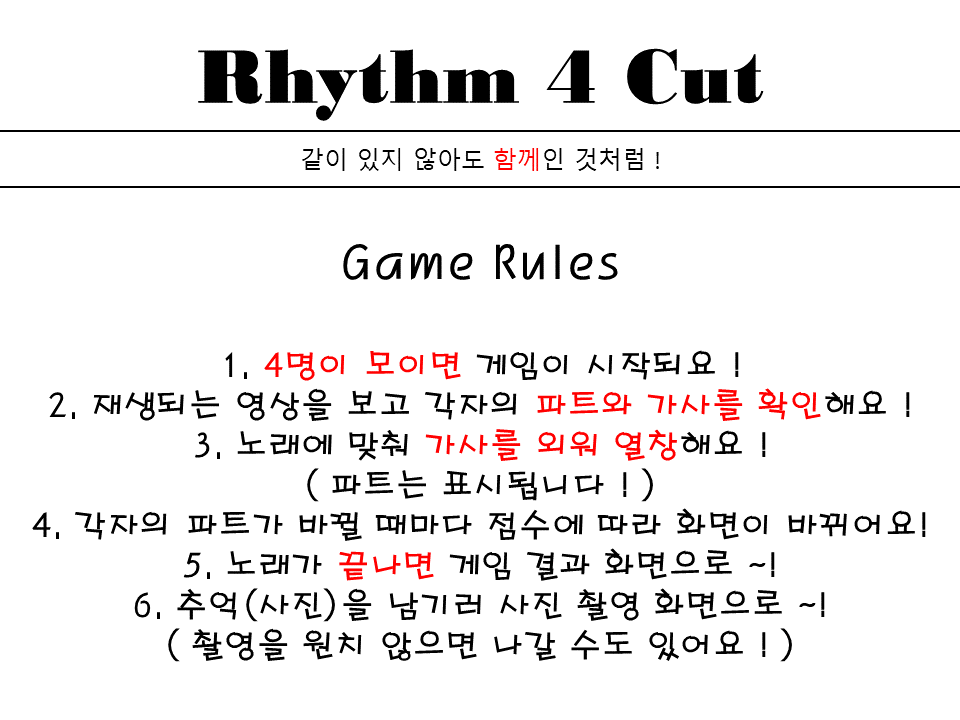 Rhythm 4 Cut
같이 있지 않아도 함께인 것처럼 !
Game Rules
1. 4명이 모이면 게임이 시작되요 !
2. 재생되는 영상을 보고 각자의 파트와 가사를 확인해요 !
3. 노래에 맞춰 가사를 외워 열창해요 !
( 파트는 표시됩니다 ! )
4. 각자의 파트가 바뀔 때마다 점수에 따라 화면이 바뀌어요!
5. 노래가 끝나면 게임 결과 화면으로 ~!
6. 추억(사진)을 남기러 사진 촬영 화면으로 ~!
( 촬영을 원치 않으면 나갈 수도 있어요 ! )